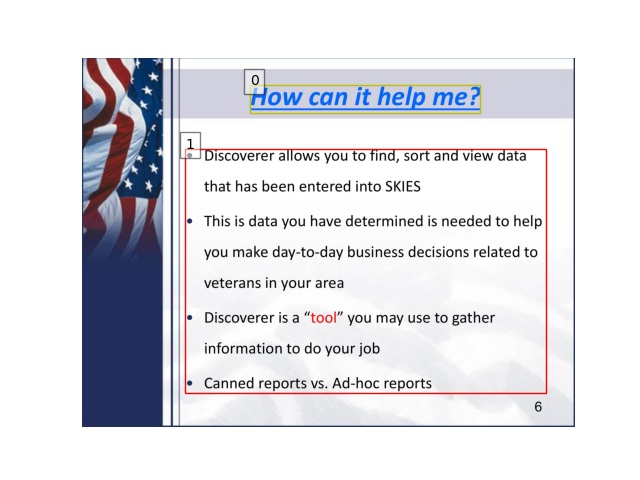 0
How can it help me?
1
• Discoverer allows you to find, sort and view data
that has been entered into SKIES
• This is data you have determined is needed to help
you make day-to-day business decisions related to
veterans in your area
• Discoverer is a “tool” you may use to gather
information to do your job
• Canned reports vs. Ad-hoc reports
6